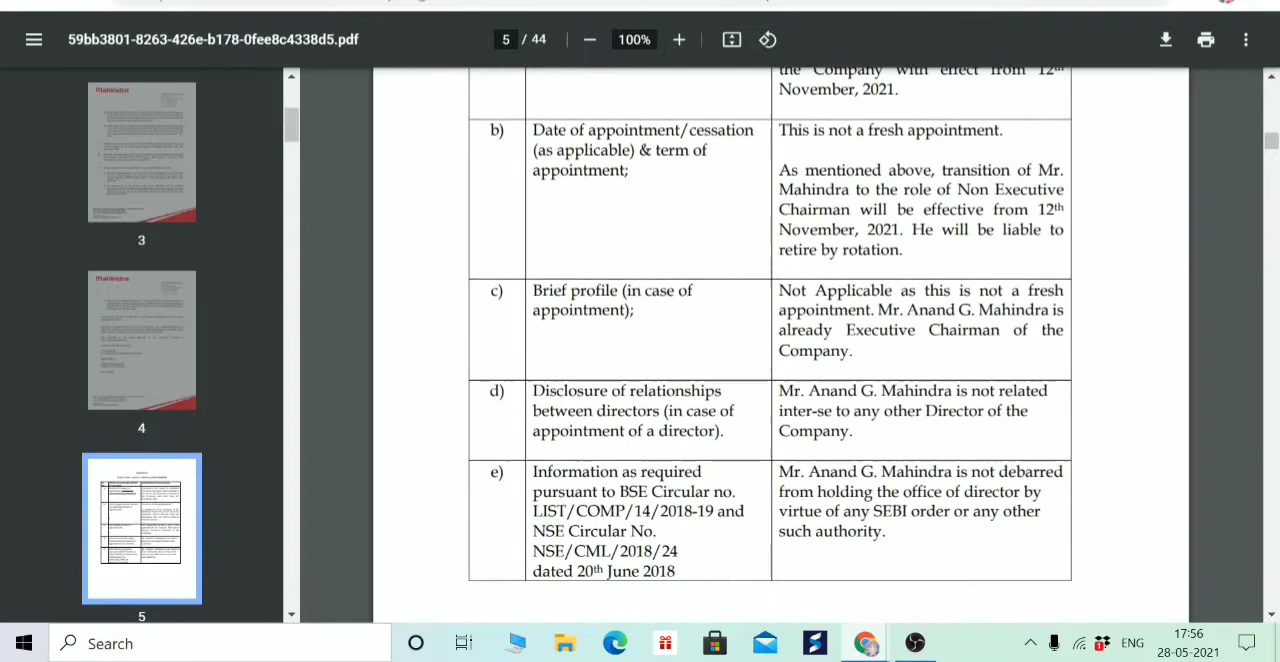 59bb3801-8263-426e-b178-0fee8c4338d5.pdf
5 / 44
100%
Mahindra
3
Mahindra
4
5
the Company with effect from 12th
November, 2021.
b)
Date of appointment/cessation
(as applicable) & term of
appointment;
This is not a fresh appointment.
As mentioned above, transition of Mr.
Mahindra to the role of Non Executive
Chairman will be effective from 12th
November, 2021. He will be liable to
retire by rotation.
c)
Brief profile (in case of
appointment);
Not Applicable as this is not a fresh
appointment. Mr. Anand G. Mahindra is
already Executive Chairman of the
Company.
d)
Disclosure of relationships
between directors (in case of
appointment of a director).
Mr. Anand G. Mahindra is not related
inter-se to any other Director of the
Company.
e)
Information as required
pursuant to BSE Circular no.
LIST/COMP/14/2018-19 and
NSE Circular No.
NSE/CML/2018/24
dated 20th June 2018
Mr. Anand G. Mahindra is not debarred
from holding the office of director by
virtue of any SEBI order or any other
such authority.
Search
1
ENG
17:56
28-05-2021